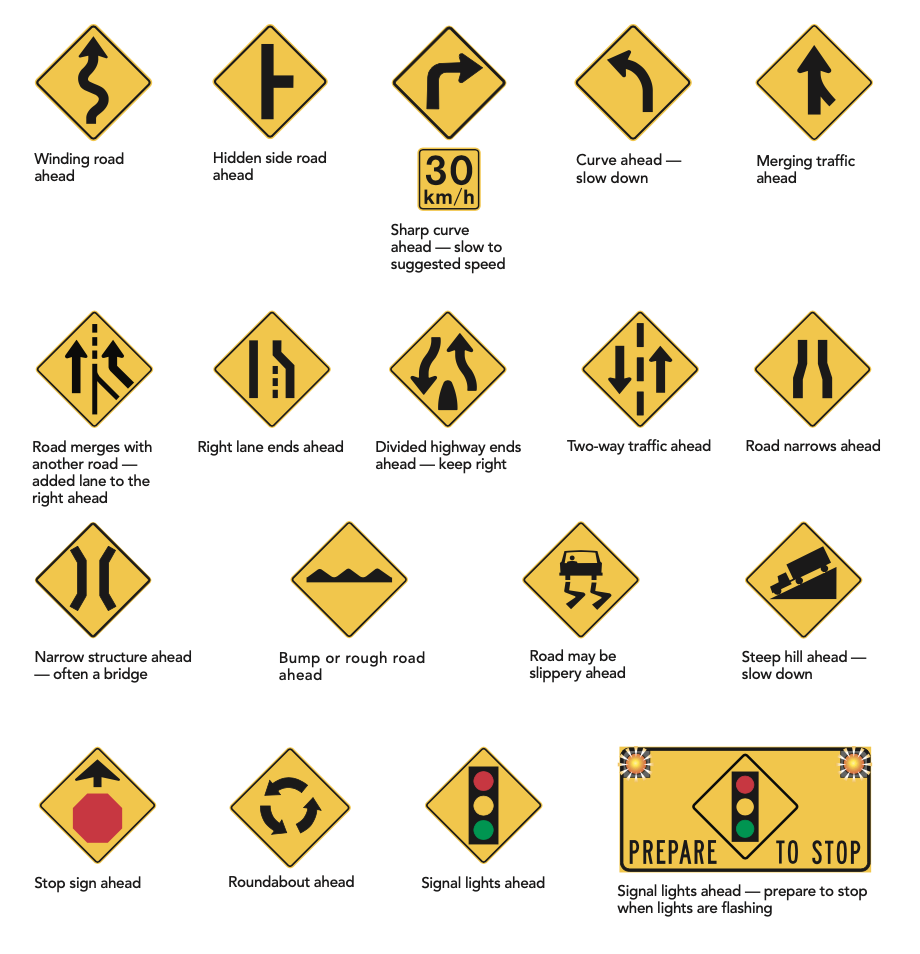 Winding road
ahead
Hidden side road
ahead
30
km/h
Sharp curve
ahead — slow to
suggested speed
Curve ahead —
slow down
Merging traffic
ahead
Road merges with
another road —
added lane to the
right ahead
Right lane ends ahead
Divided highway ends
ahead — keep right
Two-way traffic ahead
Road narrows ahead
Narrow structure ahead
— often a bridge
Bump or rough road
ahead
Road may be
slippery ahead
Steep hill ahead —
slow down
Stop sign ahead
Roundabout ahead
Signal lights ahead
PREPARE TO STOP
Signal lights ahead — prepare to stop
when lights are flashing